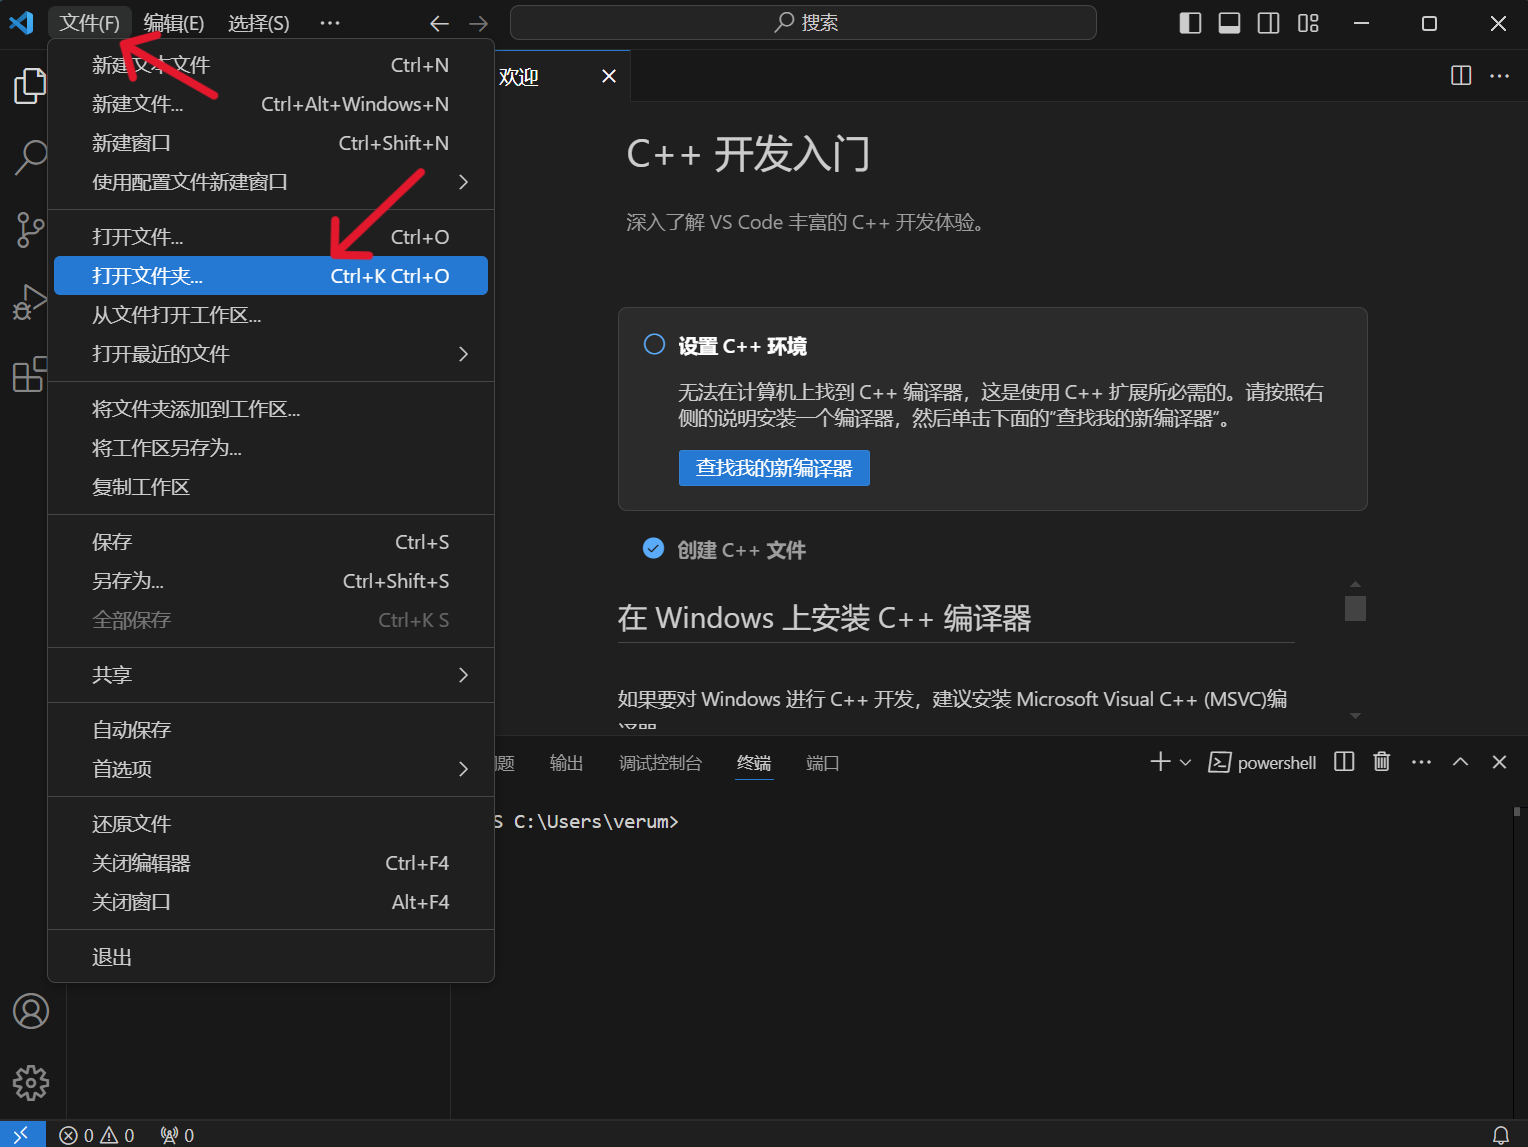 文件(F) 编辑(E) 选择(S) ··· 搜索
新建文本文件 Ctrl+N
新建文件... Ctrl+Alt+Windows+N
新建窗口 Ctrl+Shift+N
使用配置文件新建窗口
打开文件... Ctrl+O
打开文件夹... Ctrl+K Ctrl+O
从文件打开工作区...
打开最近的文件
将文件夹添加到工作区...
将工作区另存为...
复制工作区
保存 Ctrl+S
另存为... Ctrl+Shift+S
全部保存 Ctrl+K S
共享
自动保存
首选项
还原文件
关闭编辑器 Ctrl+F4
关闭窗口 Alt+F4
退出
欢迎
C++ 开发入门
深入了解 VS Code 丰富的 C++ 开发体验。
设置 C++ 环境
无法在计算机上找到 C++ 编译器，这是使用 C++ 扩展所必需的。请按照右
侧的说明安装一个编译器，然后单击下面的“查找我的新编译器”。
查找我的新编译器
创建 C++ 文件
在 Windows 上安装 C++ 编译器
如果要对 Windows 进行 C++ 开发，建议安装 Microsoft Visual C++ (MSVC)编
题 输出 调试控制台 终端 端口 powershell
S C:\Users\verum>
0 0 0